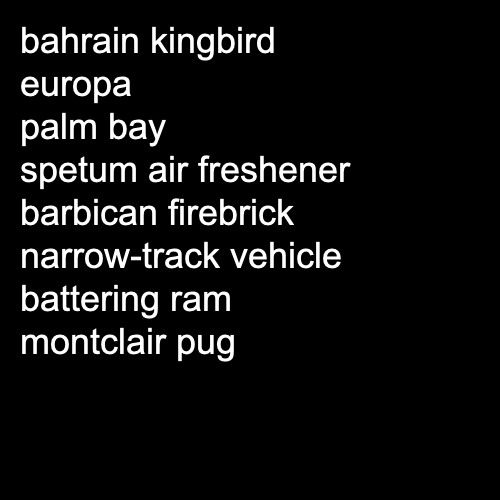 bahrain kingbird
europa
palm bay
spetum air freshener
barbican firebrick
narrow-track vehicle
battering ram
montclair pug